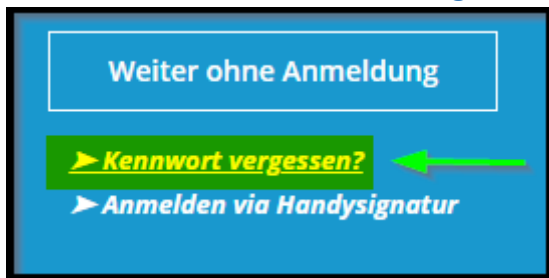 Weiter ohne Anmeldung
➤ Kennwort vergessen?
➤ Anmelden via Handysignatur